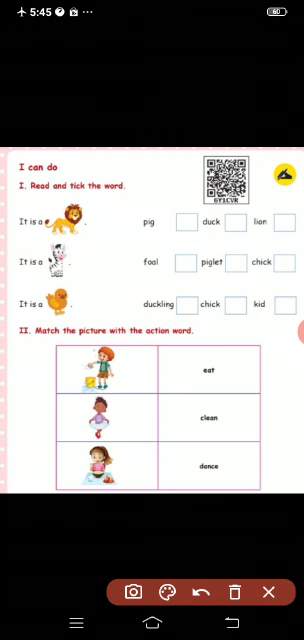 5:45
60
I can do
I. Read and tick the word.
6Y1CVR
It is a . pig duck lion
It is a . foal piglet chick
It is a . duckling chick kid
II. Match the picture with the action word.
eat
clean
dance